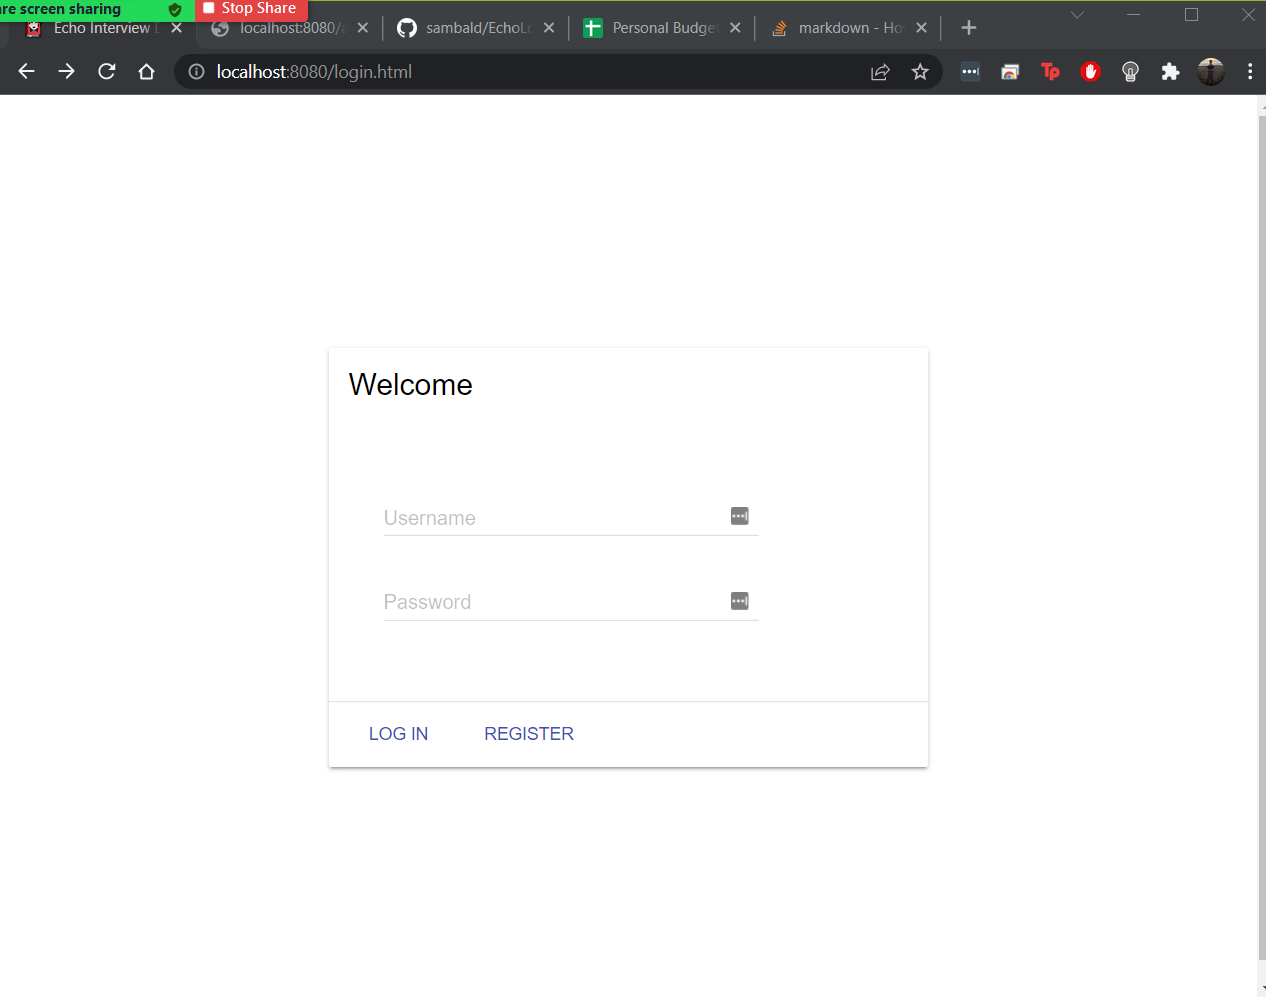 re screen sharing Stop Share
Echo Interview localhost:8080/a sambald/EchoLo Personal Budget markdown - Ho
localhost:8080/login.html
Tp
Welcome
Username
Password
LOG IN REGISTER